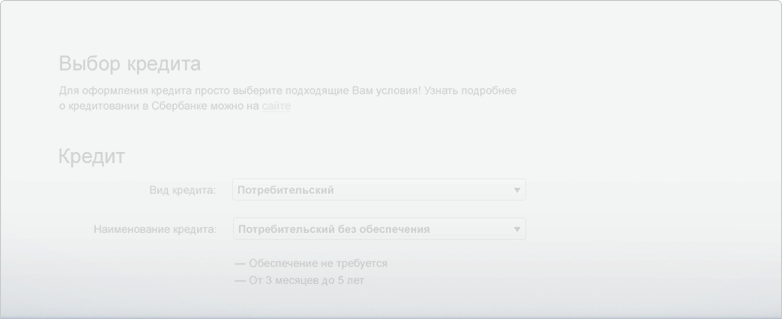 Выбор кредита
Для оформления кредита просто выберите подходящие Вам условия! Узнать подробнее
о кредитовании в Сбербанке можно на сайте
Кредит
Вид кредита: Потребительский
Наименование кредита: Потребительский без обеспечения
— Обеспечение не требуется
— От 3 месяцев до 5 лет